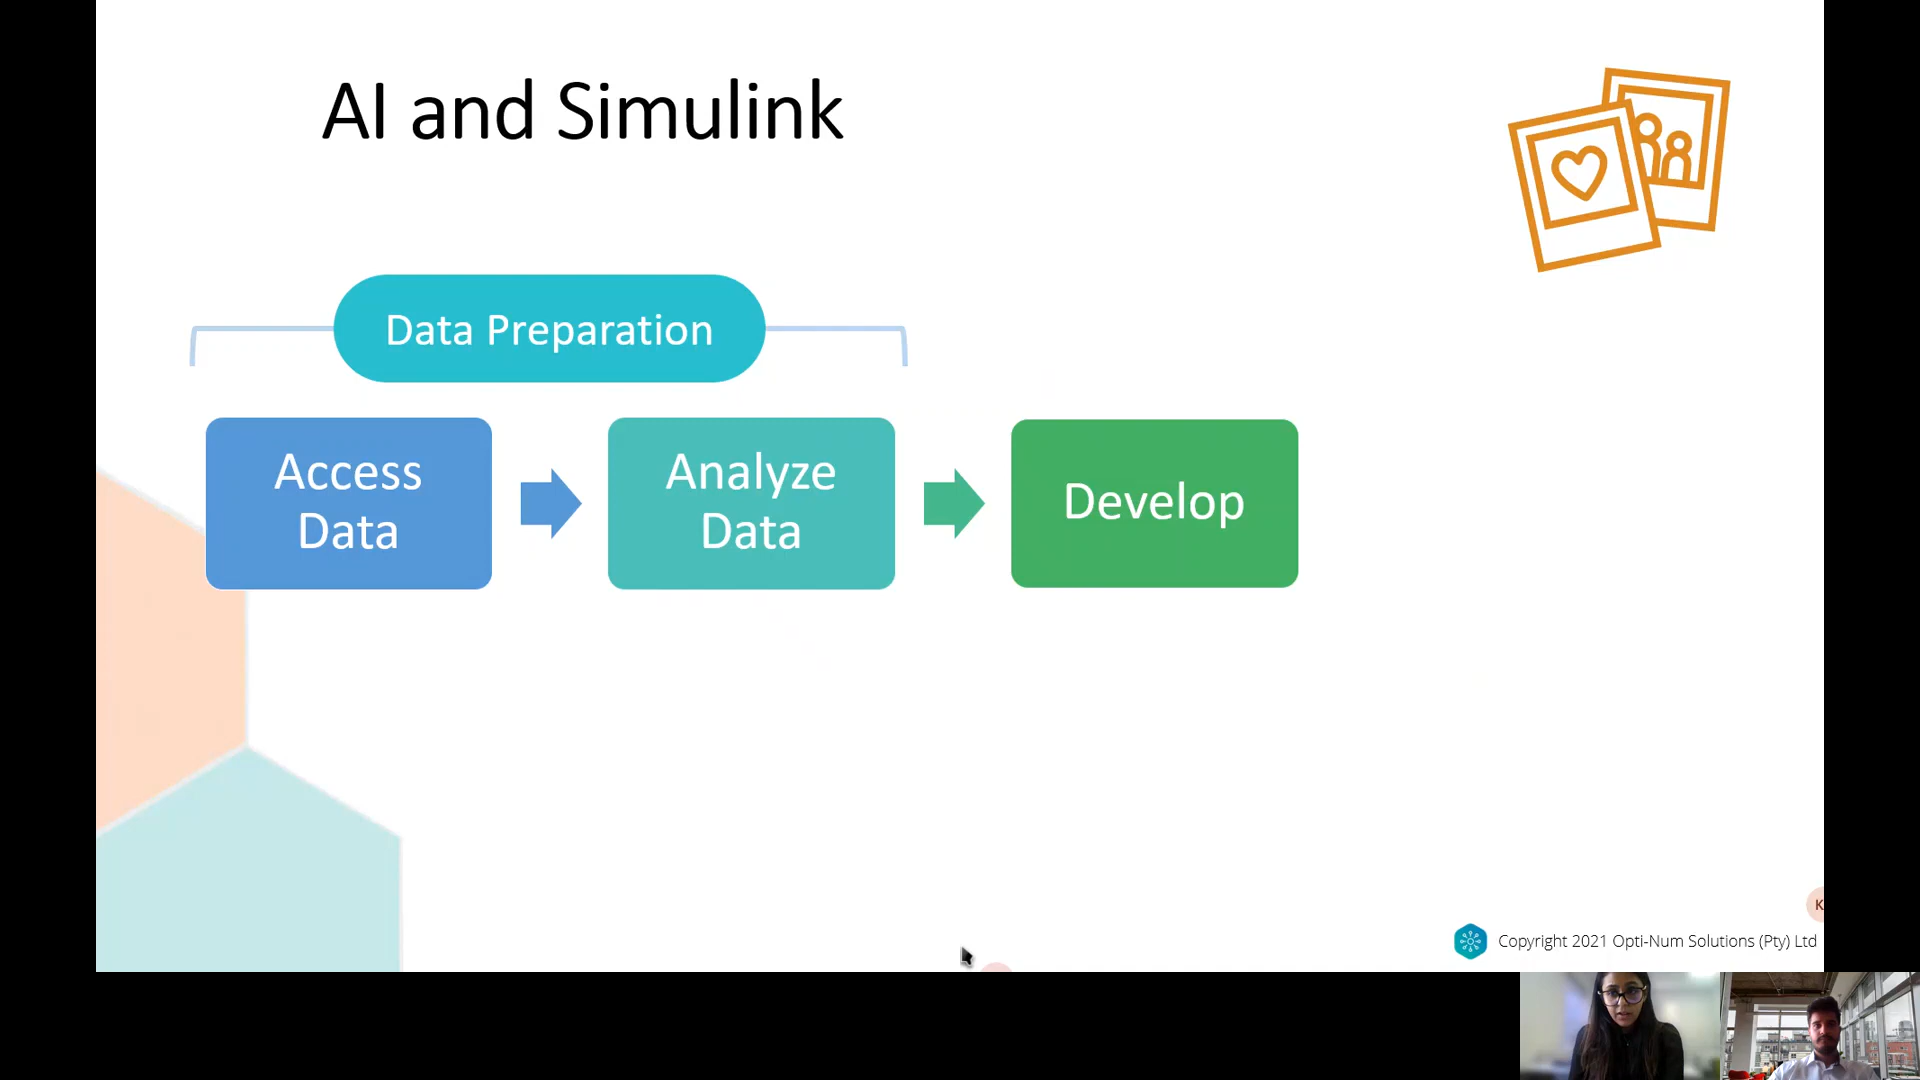 AI and Simulink
Data Preparation
Access
Data
Analyze
Data
Develop
K
Copyright 2021 Opti-Num Solutions (Pty) Ltd